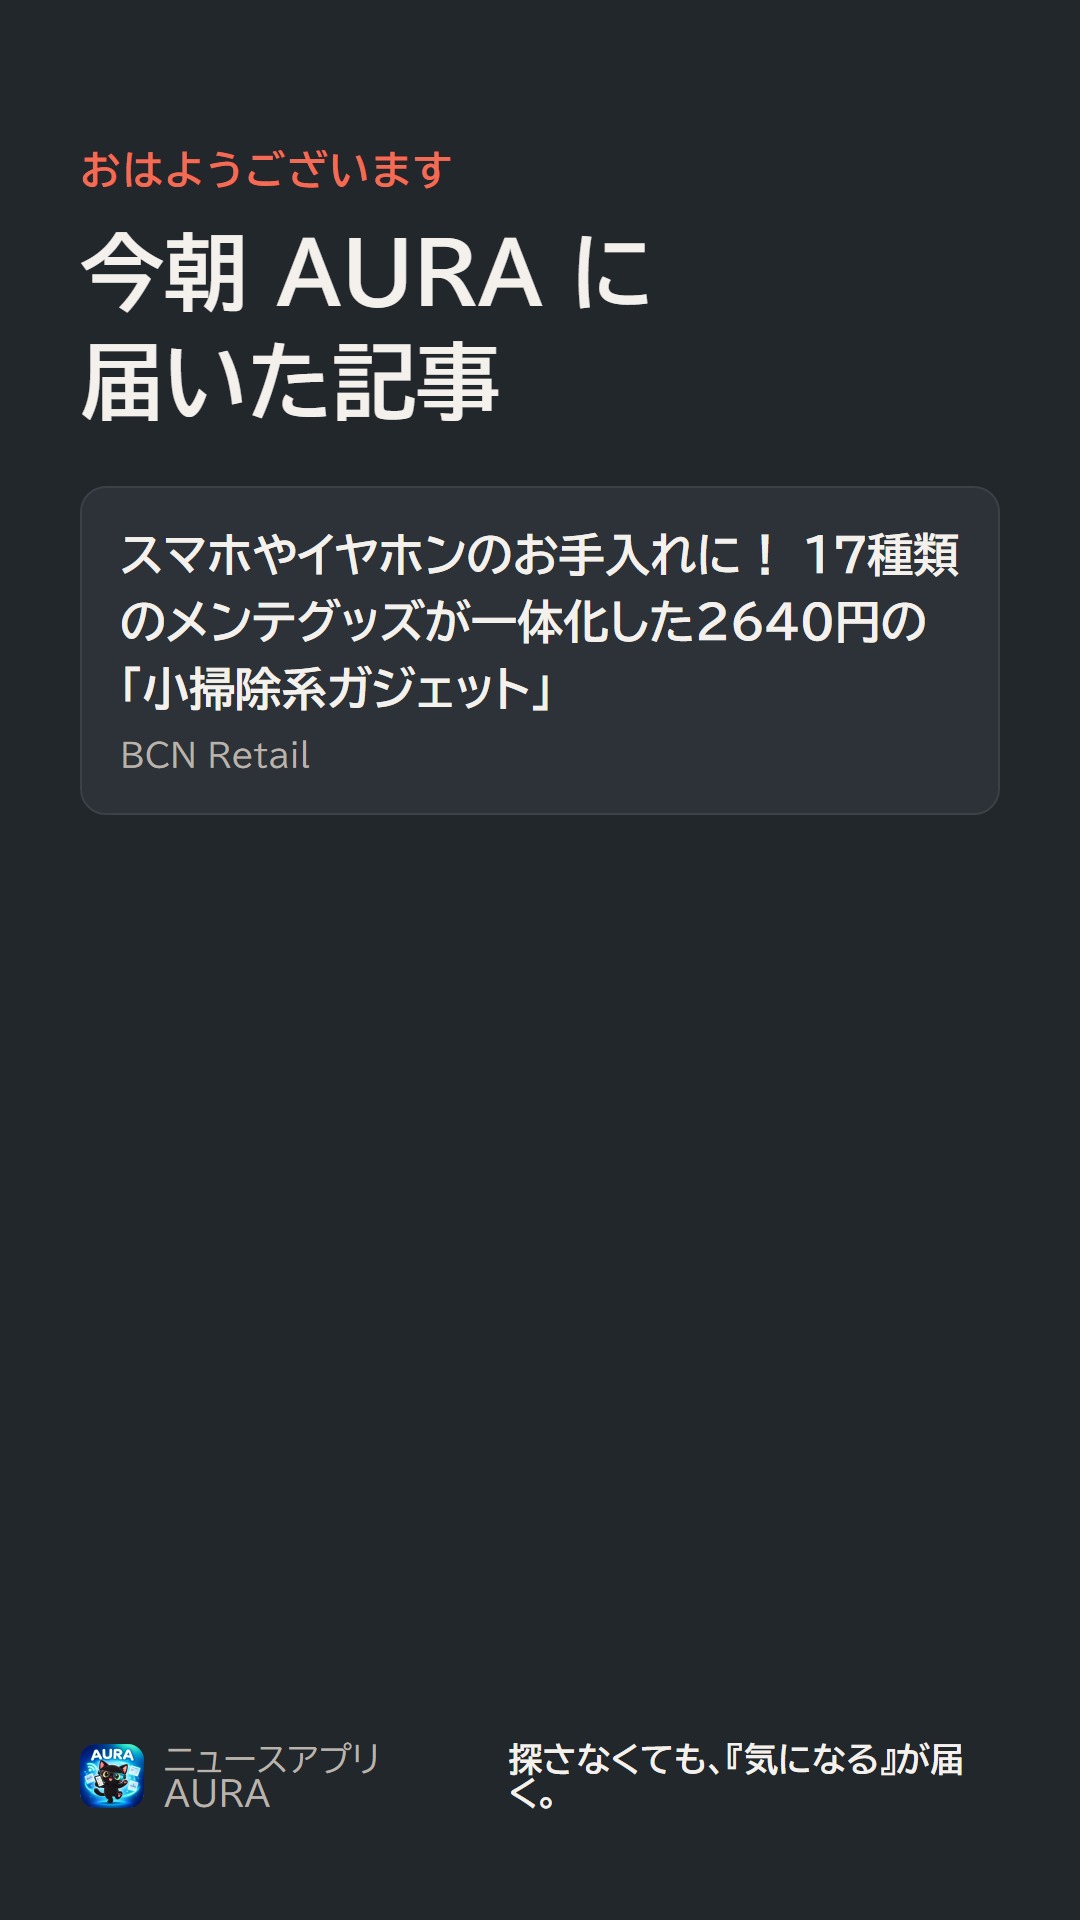 おはようございます
今朝 AURA に
届いた記事
スマホやイヤホンのお手入れに！ 17種類
のメンテグッズが一体化した2640円の
「小掃除系ガジェット」
BCN Retail
AURA
ニュースアプリ
AURA
探さなくても、『気になる』が届
く。